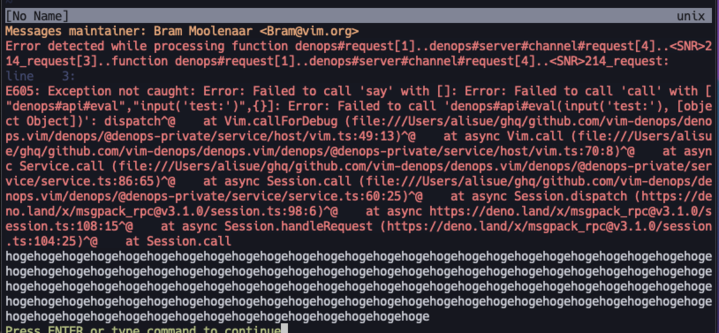 [No Name] unix
Messages maintainer: Bram Moolenaar <Bram@vim.org>
Error detected while processing function denops#request[1]..denops#server#channel#request[4]..<SNR>2
14_request[3]..function denops#request[1]..denops#server#channel#request[4]..<SNR>214_request:
line    3:
E605: Exception not caught: Error: Failed to call 'say' with []: Error: Failed to call 'call' with [
"denops#api#eval","input('test:')",{}]: Error: Failed to call 'denops#api#eval(input('test:'), [obje
ct Object])': dispatch^@    at Vim.callForDebug (file:///Users/alisue/ghq/github.com/vim-denops/deno
ps.vim/denops/@denops-private/service/host/vim.ts:49:13)^@    at async Vim.call (file:///Users/alisu
e/ghq/github.com/vim-denops/denops.vim/denops/@denops-private/service/host/vim.ts:70:8)^@    at asyn
c Service.call (file:///Users/alisue/ghq/github.com/vim-denops/denops.vim/denops/@denops-private/ser
vice/service.ts:86:65)^@    at async Session.call (file:///Users/alisue/ghq/github.com/vim-denops/de
nops.vim/denops/@denops-private/service/service.ts:60:25)^@    at async Session.dispatch (https://de
no.land/x/msgpack_rpc@v3.1.0/session.ts:98:6)^@    at async https://deno.land/x/msgpack_rpc@v3.1.0/s
ession.ts:108:15^@    at async Session.handleRequest (https://deno.land/x/msgpack_rpc@v3.1.0/session
.ts:104:25)^@    at Session.call
hogehogehogehogehogehogehogehogehogehogehogehogehogehogehogehogehogehogehogehogehogehogehogehogehoge
hogehogehogehogehogehogehogehogehogehogehogehogehogehogehogehogehogehogehogehogehogehogehogehogehoge
hogehogehogehogehogehogehogehogehogehogehogehogehogehogehogehogehogehogehogehogehogehogehogehogehoge
hogehogehogehogehogehogehogehogehogehogehogehogehogehogehogehogehogehogehogehogehogehogehogehogehoge
hogehogehogehogehogehogehogehogehogehogehogehogehogehogehoge
Press ENTER or type command to continue